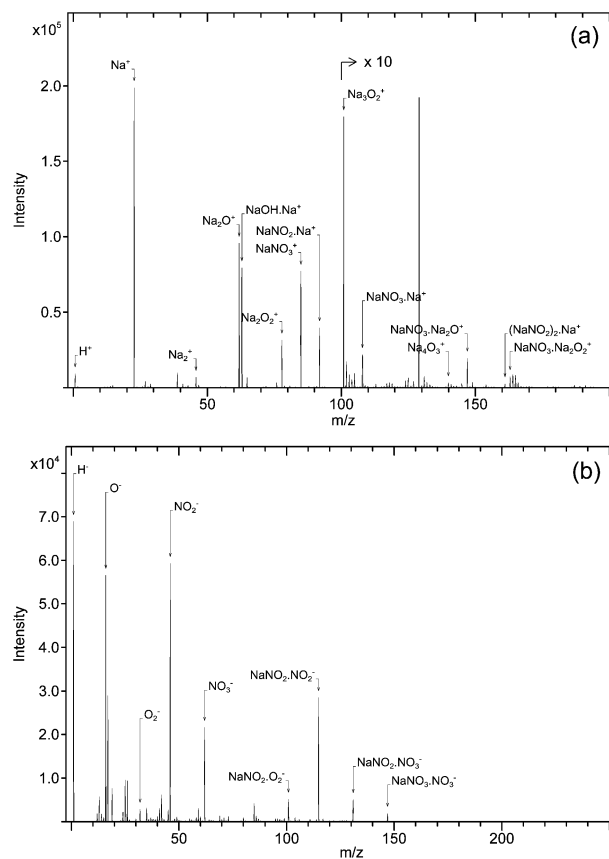 x10⁵
(a)
Na⁺
x 10
2.0
Na₃O₂⁺
1.5
NaOH.Na⁺
Na₂O⁺
NaNO₂.Na⁺
NaNO₃⁺
1.0
Intensity
Na₂O₂⁺
NaNO₃.Na⁺
0.5
NaNO₃.Na₂O⁺
(NaNO₂)₂.Na⁺
H⁺
Na₂⁺
Na₄O₃⁺
NaNO₃.Na₂O₂⁺
50
100
150
m/z
x10⁴
H⁻
(b)
O⁻
NO₂⁻
7.0
6.0
5.0
4.0
Intensity
3.0
NO₃⁻
NaNO₂.NO₂⁻
2.0
O₂⁻
NaNO₂.O₂⁻
NaNO₂.NO₃⁻
1.0
NaNO₃.NO₃⁻
50
100
150
200
m/z